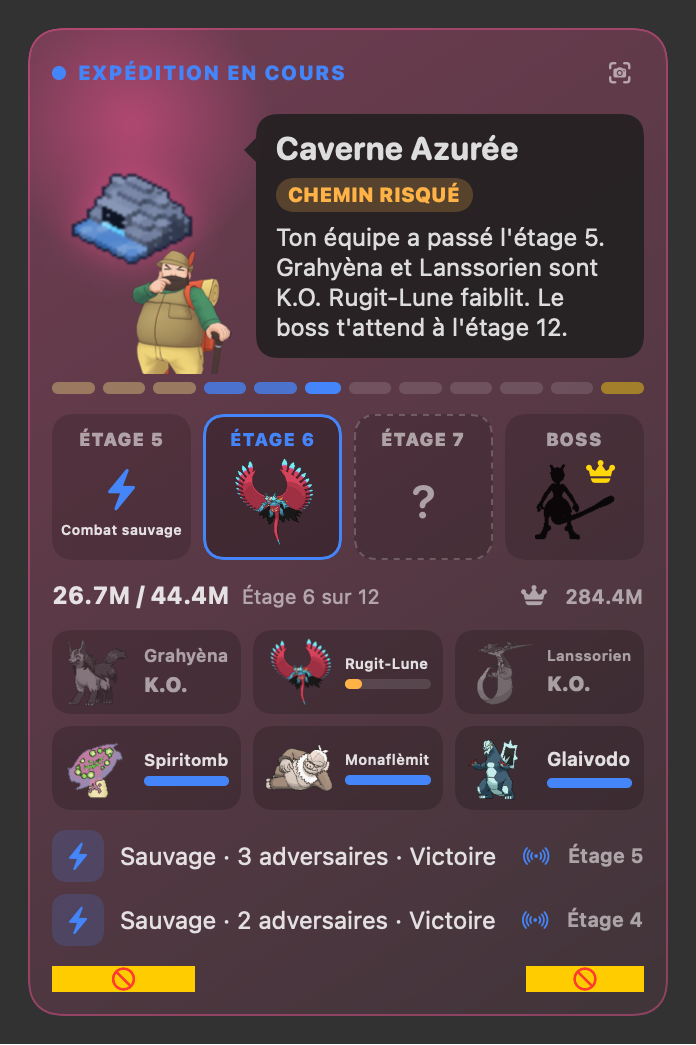 EXPÉDITION EN COURS
Caverne Azurée
CHEMIN RISQUÉ
Ton équipe a passé l'étage 5.
Grahyèna et Lanssorien sont
K.O. Rugit-Lune faiblit. Le
boss t'attend à l'étage 12.
ÉTAGE 5
Combat sauvage
ÉTAGE 6
ÉTAGE 7
?
BOSS
26.7M / 44.4M Étage 6 sur 12
284.4M
Grahyèna
K.O.
Rugit-Lune
Lanssorien
K.O.
Spiritomb
Monaflèmit
Glaivodo
Sauvage · 3 adversaires · Victoire
Étage 5
Sauvage · 2 adversaires · Victoire
Étage 4